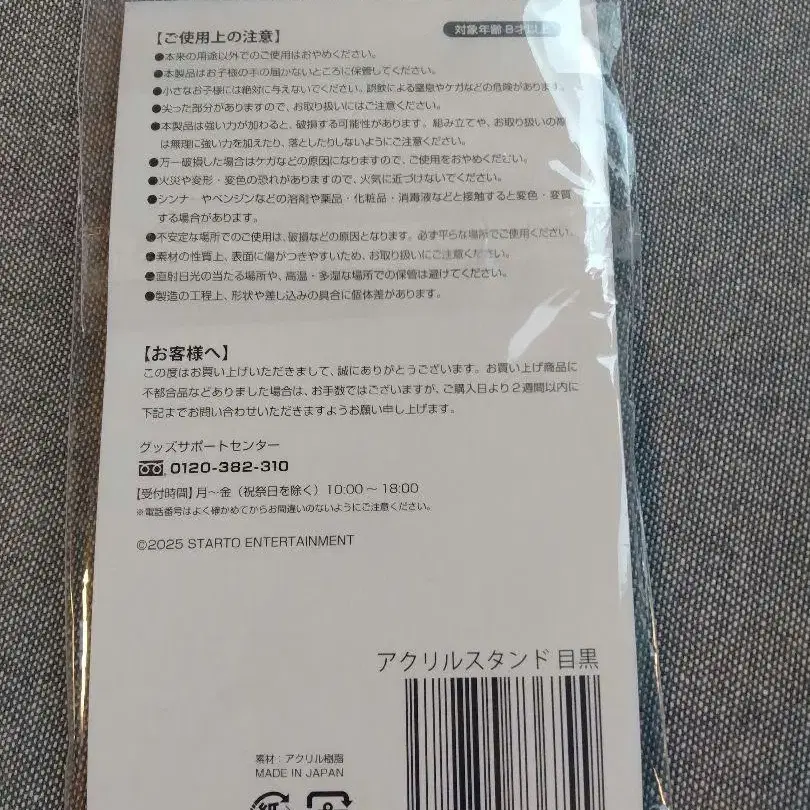 【ご使用上の注意】
対象年齢 8才以上
●本来の用途以外でのご使用はおやめください。
●本製品はお子様の手の届かないところに保管してください。
●小さなお子様には絶対に与えないでください。誤飲による窒息やケガなどの危険があります。
●尖った部分がありますので、お取り扱いにはご注意ください。
●本製品は強い力が加わると、破損する可能性があります。組み立てや、お取り扱いの際
は無理に強い力を加えたり、落としたりしないようにご注意ください。
●万一破損した場合はケガなどの原因になりますので、ご使用をおやめください。
●火災や変形・変色の恐れがありますので、火気に近づけないでください。
●シンナーやベンジンなどの溶剤や薬品・化粧品・消毒液などと接触すると変色・変質
する場合があります。
●不安定な場所でのご使用は、破損などの原因となります。必ず平らな場所でご使用ください。
●素材の性質上、表面に傷がつきやすいため、お取り扱いにご注意ください。
●直射日光の当たる場所や、高温・多湿な場所での保管は避けてください。
●製造の工程上、形状や差し込みの具合に個体差があります。
【お客様へ】
この度はお買い上げいただきまして、誠にありがとうございます。お買い上げ商品に
不都合品などありました場合は、お手数ではございますが、ご購入日より2週間以内に
下記までお問い合わせいただきますようお願い申し上げます。
グッズサポートセンター
0120-382-310
【受付時間】月〜金（祝祭日を除く）10:00〜18:00
※電話番号はよく確かめてからお間違いのないようにご注意ください。
©2025 STARTO ENTERTAINMENT
アクリルスタンド 目黒
素材：アクリル樹脂
MADE IN JAPAN
紙